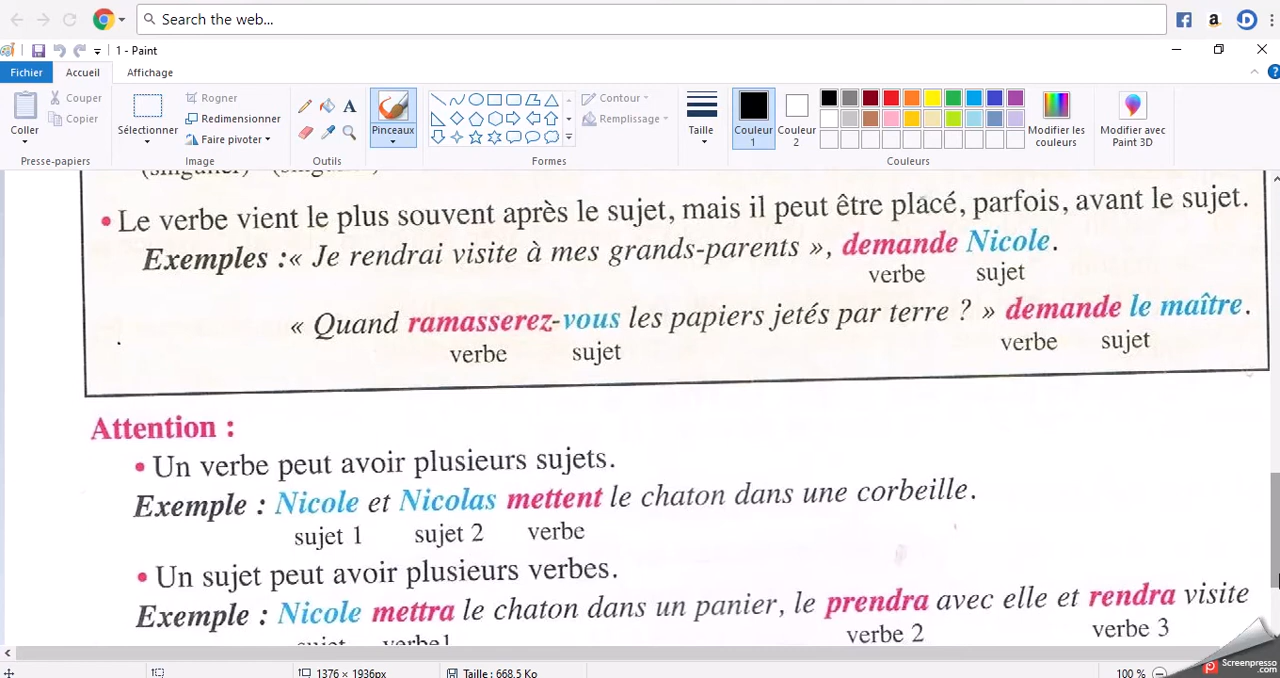 Search the web...
1 - Paint
Fichier Accueil Affichage
Coller
Couper
Copier
Presse-papiers
Sélectionner
Rogner
Redimensionner
Faire pivoter
Image
A
Outils
Pinceaux
Contour
Remplissage
Formes
Taille
Couleur 1
Couleur 2
Modifier les couleurs
Couleurs
Modifier avec Paint 3D
• Le verbe vient le plus souvent après le sujet, mais il peut être placé, parfois, avant le sujet.
Exemples :« Je rendrai visite à mes grands-parents », demande Nicole.
verbe sujet
« Quand ramasserez-vous les papiers jetés par terre ? » demande le maître.
verbe sujet verbe sujet
Attention :
• Un verbe peut avoir plusieurs sujets.
Exemple : Nicole et Nicolas mettent le chaton dans une corbeille.
sujet 1 sujet 2 verbe
• Un sujet peut avoir plusieurs verbes.
Exemple : Nicole mettra le chaton dans un panier, le prendra avec elle et rendra visite
sujet verbe1 verbe 2 verbe 3
1376 × 1936px
Taille : 668.5 Ko
100 %
Screenpresso
.com